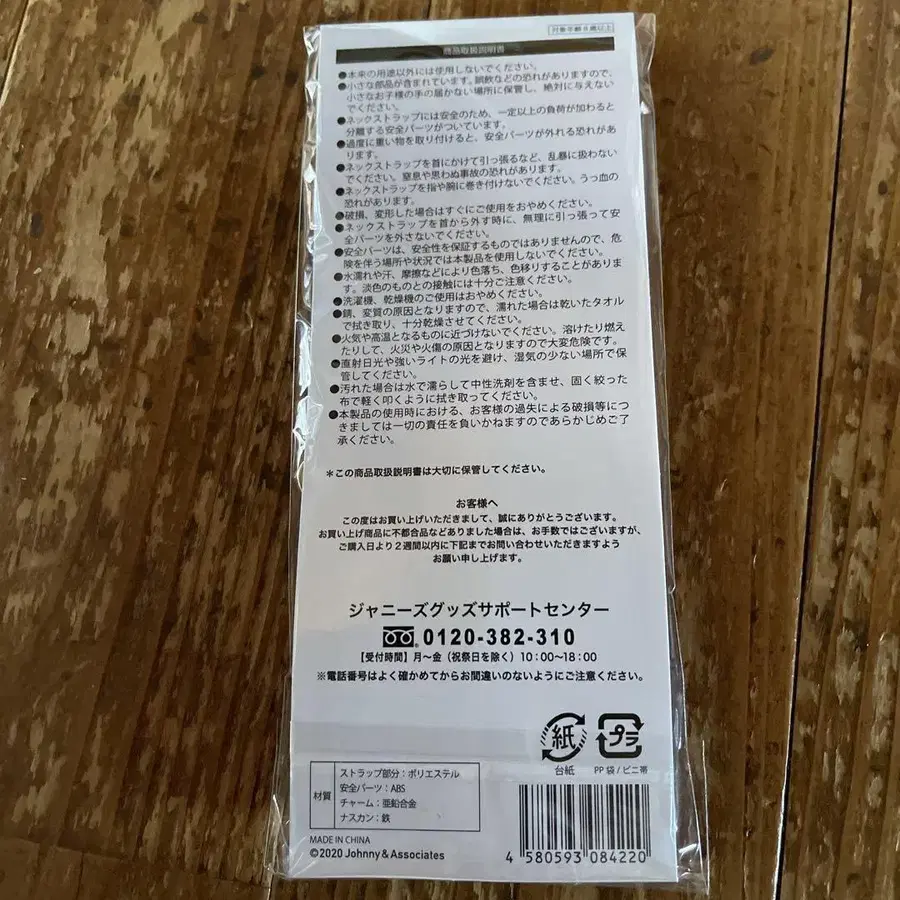 対象年齢8歳以上
商品取扱説明書
●本来の用途以外には使用しないでください。
●小さな部品が含まれています。誤飲などの恐れがありますので、
小さなお子様の手の届かない場所に保管し、絶対に与えない
でください。
●ネックストラップには安全のため、一定以上の負荷が加わると
分離する安全パーツがついています。
●過度に重い物を取り付けると、安全パーツが外れる恐れがあ
ります。
●ネックストラップを首にかけて引っ張るなど、乱暴に扱わない
でください。窒息や思わぬ事故の恐れがあります。
●ネックストラップを指や腕に巻き付けないでください。うっ血の
恐れがあります。
●破損、変形した場合はすぐにご使用をおやめください。
●ネックストラップを首から外す時に、無理に引っ張って安
全パーツを外さないでください。
●安全パーツは、安全性を保証するものではありませんので、危
険を伴う場所や状況では本製品を使用しないでください。
●水濡れや汗、摩擦などにより色落ち、色移りすることがありま
す。淡色のものとの接触には十分ご注意ください。
●洗濯機、乾燥機のご使用はおやめください。
●錆、変質の原因となりますので、濡れた場合は乾いたタオル
で拭き取り、十分乾燥させてください。
●火気や高温となるものに近づけないでください。溶けたり燃え
たりして、火災や火傷の原因となりますので大変危険です。
●直射日光や強いライトの光を避け、湿気の少ない場所で保
管してください。
●汚れた場合は水で濡らして中性洗剤を含ませ、固く絞った
布で軽く叩くように拭き取ってください。
●本製品の使用時における、お客様の過失による破損等につ
きましては一切の責任を負いかねますのであらかじめご了
承ください。
＊この商品取扱説明書は大切に保管してください。
お客様へ
この度はお買い上げいただきまして、誠にありがとうございます。
お買い上げ商品に不都合品などありました場合は、お手数ではございますが、
ご購入日より2週間以内に下記までお問い合わせいただきますよう
お願い申し上げます。
ジャニーズグッズサポートセンター
0120-382-310
【受付時間】月〜金（祝祭日を除く）10:00〜18:00
※電話番号はよく確かめてからお間違いのないようにご注意ください。
紙
台紙
プラ
PP 袋 / ビニ帯
材質
ストラップ部分：ポリエステル
安全パーツ：ABS
チャーム：亜鉛合金
ナスカン：鉄
MADE IN CHINA
©2020 Johnny & Associates
4 580593 084220